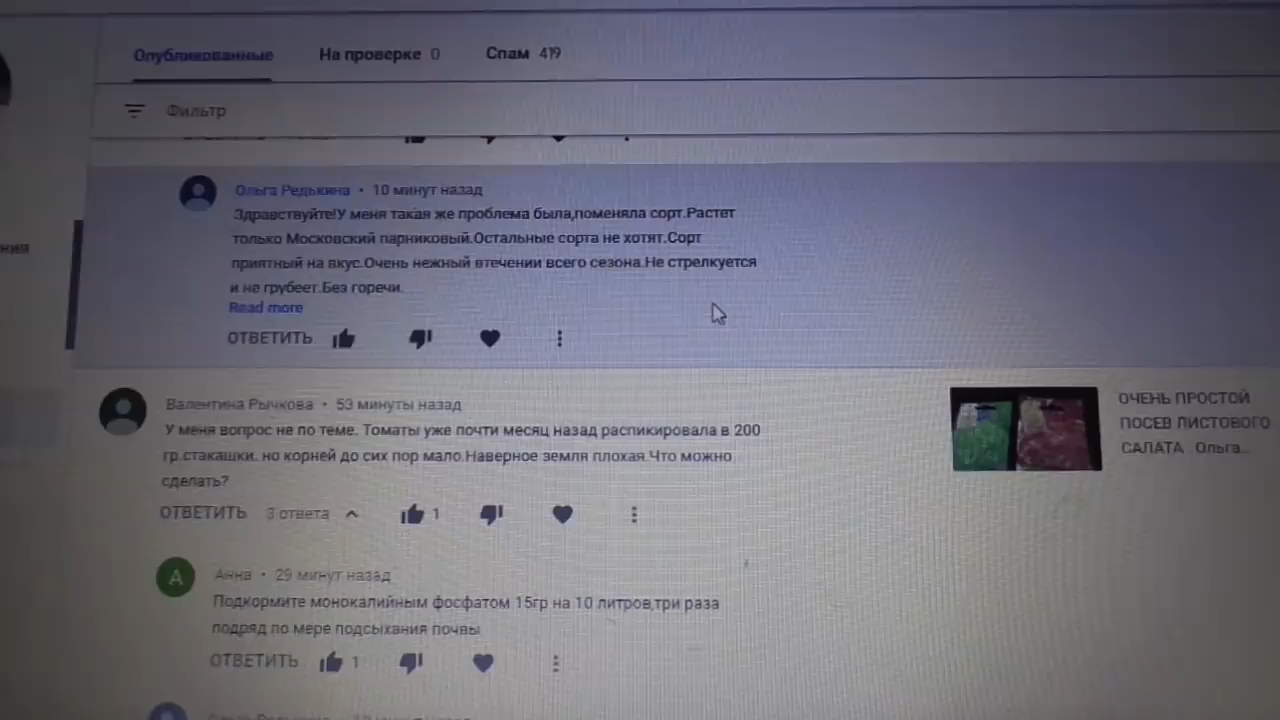 Опубликованные На проверке 0 Спам 419
Фильтр
Ольга Редькина • 10 минут назад
Здравствуйте!У меня такая же проблема была,поменяла сорт.Растет
только Московский парниковый.Остальные сорта не хотят.Сорт
приятный на вкус.Очень нежный втечении всего сезона.Не стрелкуется
и не грубеет.Без горечи.
Read more
ОТВЕТИТЬ
Валентина Рычкова • 53 минуты назад
У меня вопрос не по теме. Томаты уже почти месяц назад распикировала в 200
гр.стакашки. но корней до сих пор мало.Наверное земля плохая.Что можно
сделать?
ОТВЕТИТЬ 3 ответа 1
ОЧЕНЬ ПРОСТОЙ
ПОСЕВ ЛИСТОВОГО
САЛАТА . Ольга...
А
Анна • 29 минут назад
Подкормите монокалийным фосфатом 15гр на 10 литров,три раза
подряд по мере подсыхания почвы
ОТВЕТИТЬ 1